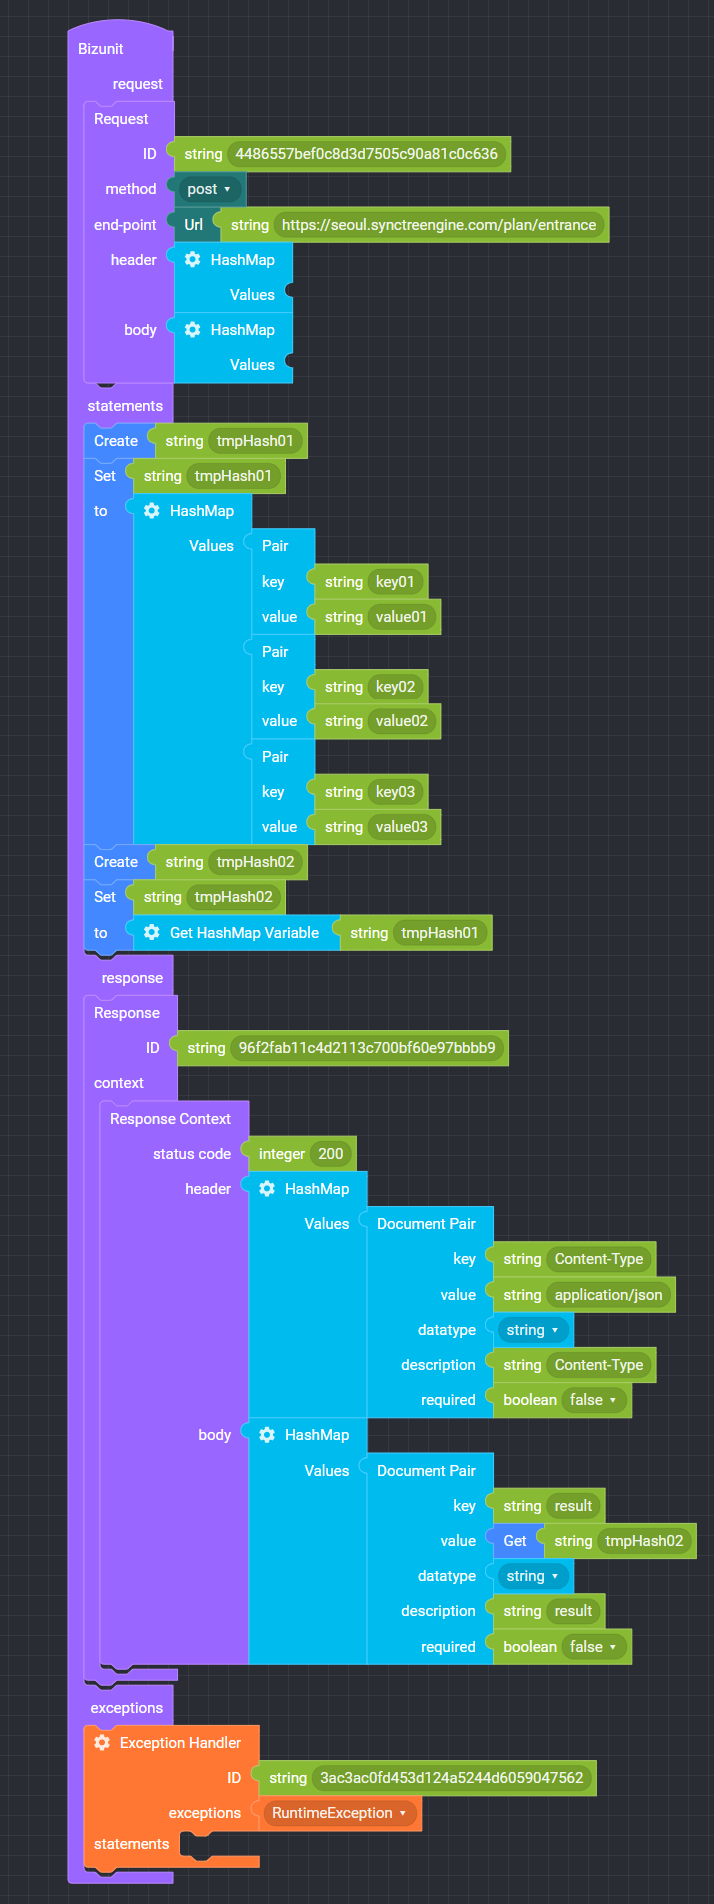 Bizunit
request
Request
ID string 4486557bef0c8d3d7505c90a81c0c636
method post
end-point Url string https://seoul.synctreengine.com/plan/entrance
header HashMap
Values
body HashMap
Values
statements
Create string tmpHash01
Set string tmpHash01
to HashMap
Values Pair
key string key01
value string value01
Pair
key string key02
value string value02
Pair
key string key03
value string value03
Create string tmpHash02
Set string tmpHash02
to Get HashMap Variable string tmpHash01
response
Response
ID string 96f2fab11c4d2113c700bf60e97bbbb9
context
Response Context
status code integer 200
header HashMap
Values Document Pair
key string Content-Type
value string application/json
datatype string
description string Content-Type
required boolean false
body HashMap
Values Document Pair
key string result
value Get string tmpHash02
datatype string
description string result
required boolean false
exceptions
Exception Handler
ID string 3ac3ac0fd453d124a5244d6059047562
exceptions RuntimeException
statements